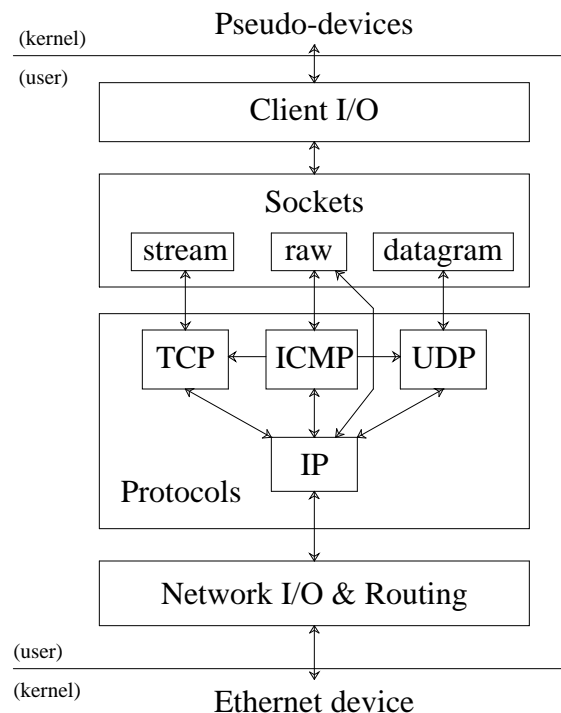 Pseudo-devices
(kernel)
(user)
Client I/O
Sockets
stream
raw
datagram
TCP
ICMP
UDP
IP
Protocols
Network I/O & Routing
(user)
(kernel)
Ethernet device